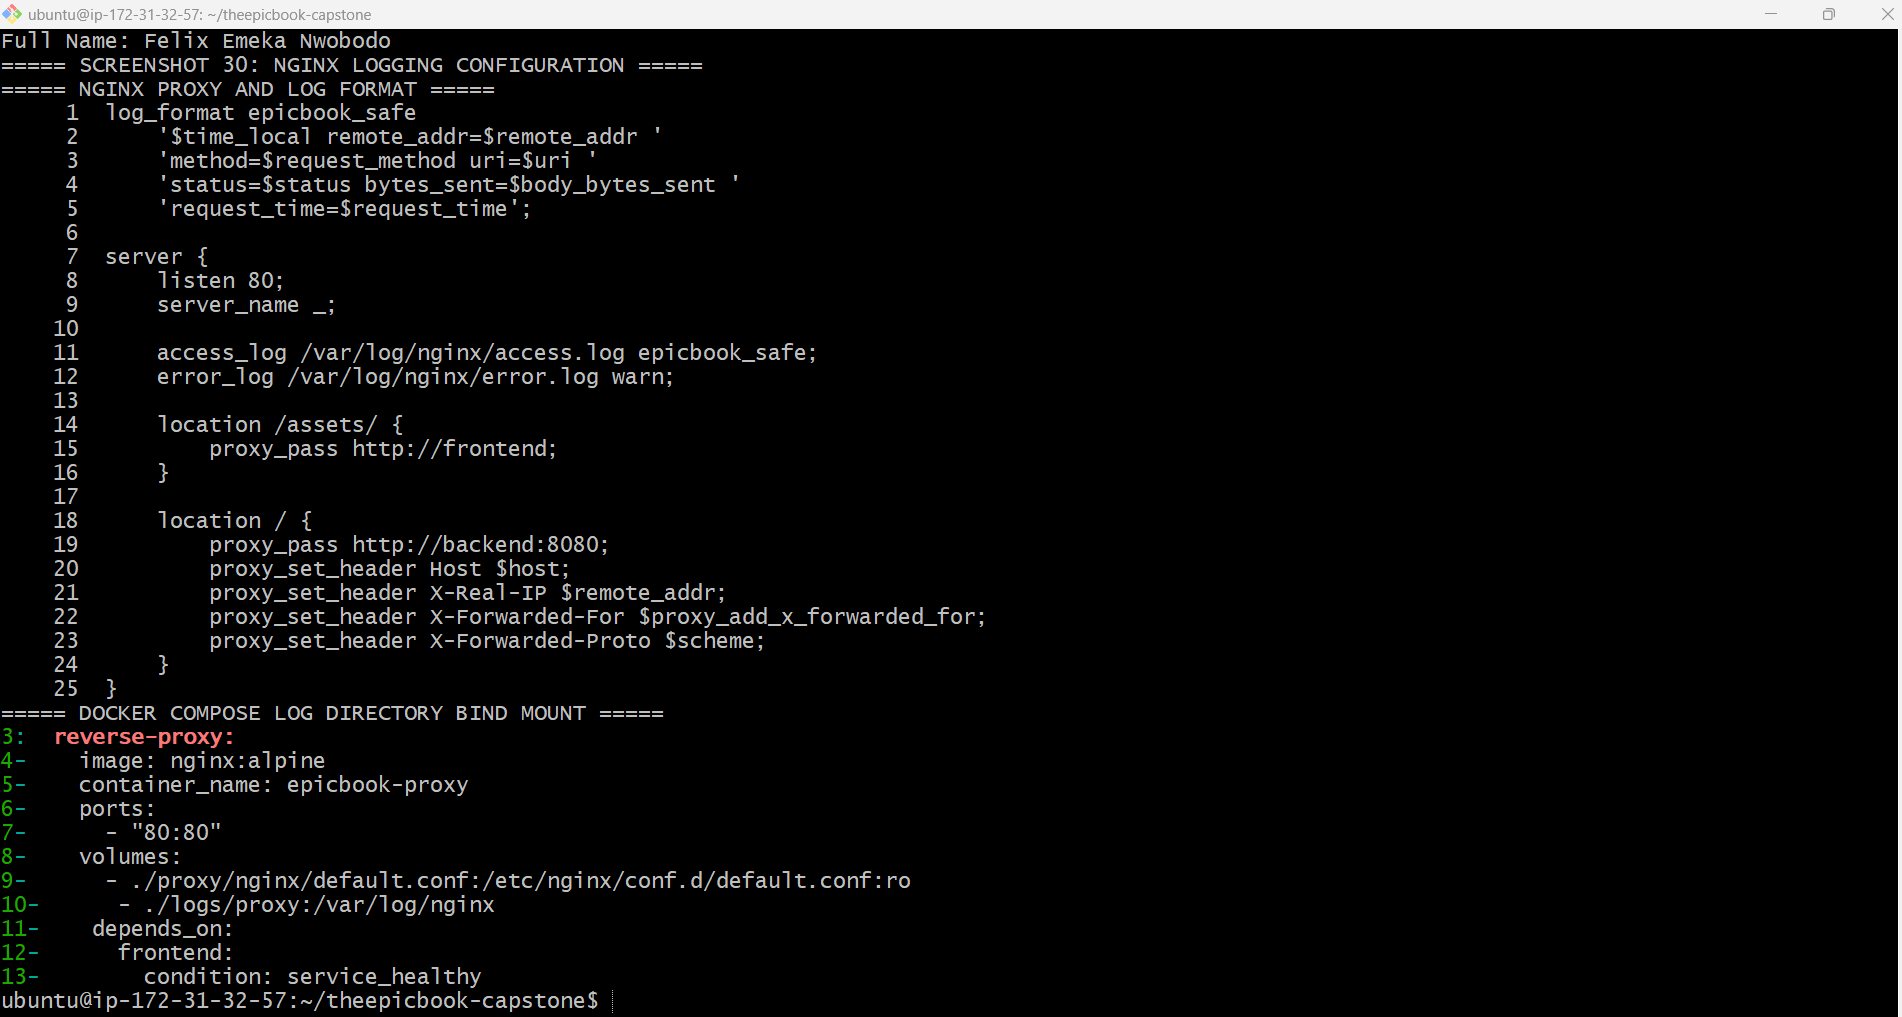 ubuntu@ip-172-31-32-57: ~/theepicbook-capstone
Full Name: Felix Emeka Nwobodo
===== SCREENSHOT 30: NGINX LOGGING CONFIGURATION =====
===== NGINX PROXY AND LOG FORMAT =====
     1  log_format epicbook_safe
     2      '$time_local remote_addr=$remote_addr '
     3      'method=$request_method uri=$uri '
     4      'status=$status bytes_sent=$body_bytes_sent '
     5      'request_time=$request_time';
     6
     7  server {
     8      listen 80;
     9      server_name _;
    10
    11      access_log /var/log/nginx/access.log epicbook_safe;
    12      error_log /var/log/nginx/error.log warn;
    13
    14      location /assets/ {
    15          proxy_pass http://frontend;
    16      }
    17
    18      location / {
    19          proxy_pass http://backend:8080;
    20          proxy_set_header Host $host;
    21          proxy_set_header X-Real-IP $remote_addr;
    22          proxy_set_header X-Forwarded-For $proxy_add_x_forwarded_for;
    23          proxy_set_header X-Forwarded-Proto $scheme;
    24      }
    25  }
===== DOCKER COMPOSE LOG DIRECTORY BIND MOUNT =====
3:  reverse-proxy:
4-    image: nginx:alpine
5-    container_name: epicbook-proxy
6-    ports:
7-      - "80:80"
8-    volumes:
9-      - ./proxy/nginx/default.conf:/etc/nginx/conf.d/default.conf:ro
10-      - ./logs/proxy:/var/log/nginx
11-    depends_on:
12-      frontend:
13-        condition: service_healthy
ubuntu@ip-172-31-32-57:~/theepicbook-capstone$